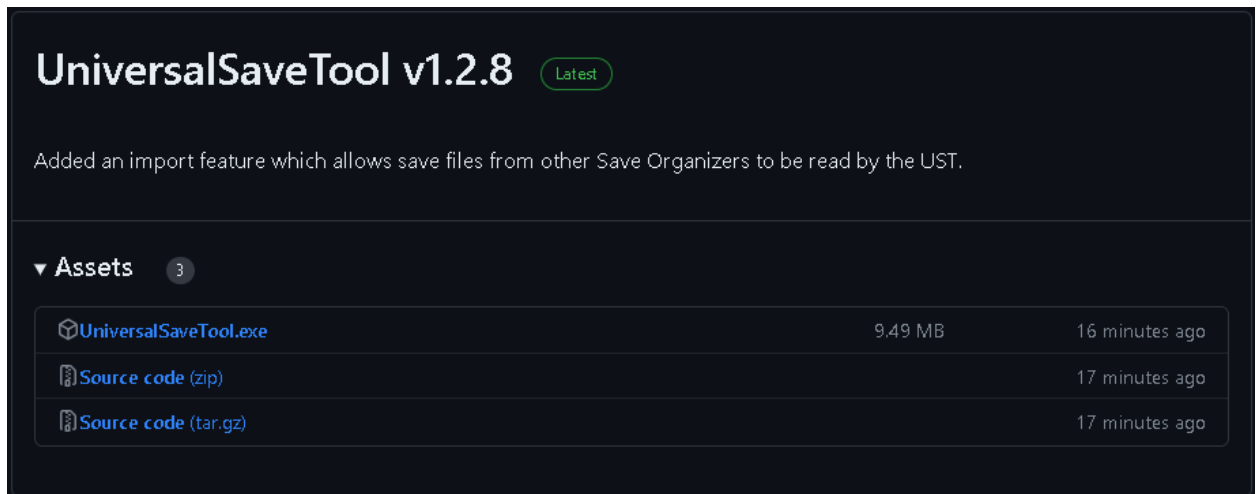 UniversalSaveTool v1.2.8 Latest
Added an import feature which allows save files from other Save Organizers to be read by the UST.
▾ Assets 3
UniversalSaveTool.exe 9.49 MB 16 minutes ago
Source code (zip) 17 minutes ago
Source code (tar.gz) 17 minutes ago